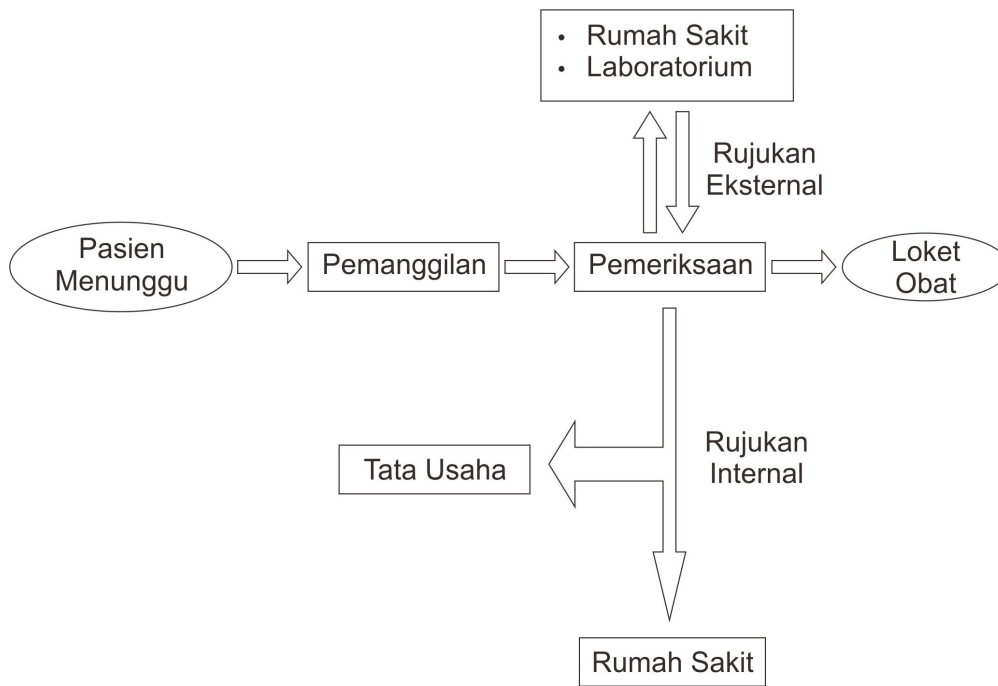 • Rumah Sakit
• Laboratorium
Rujukan
Eksternal
Pasien
Menunggu
Pemanggilan
Pemeriksaan
Loket
Obat
Tata Usaha
Rujukan
Internal
Rumah Sakit